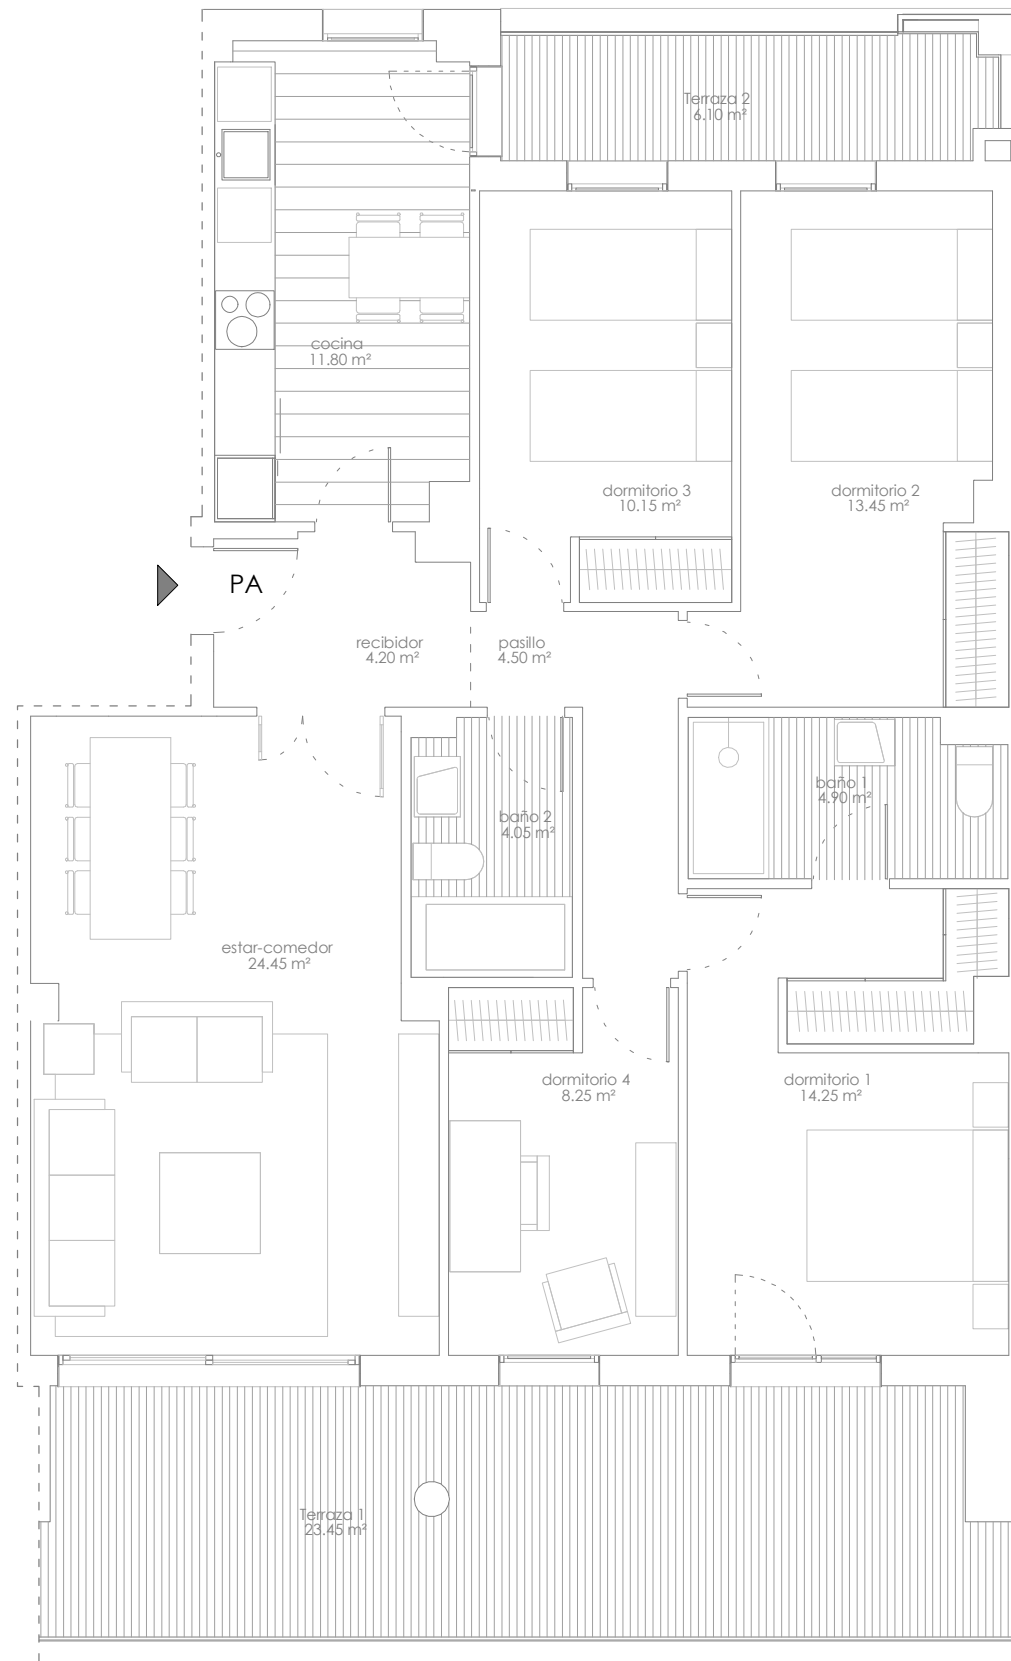 Terraza 2
6.10 m²
cocina
11.80 m²
dormitorio 3
10.15 m²
dormitorio 2
13.45 m²
PA
recibidor
4.20 m²
pasillo
4.50 m²
baño 1
4.90 m²
baño 2
4.05 m²
estar-comedor
24.45 m²
dormitorio 4
8.25 m²
dormitorio 1
14.25 m²
Terraza 1
23.45 m²